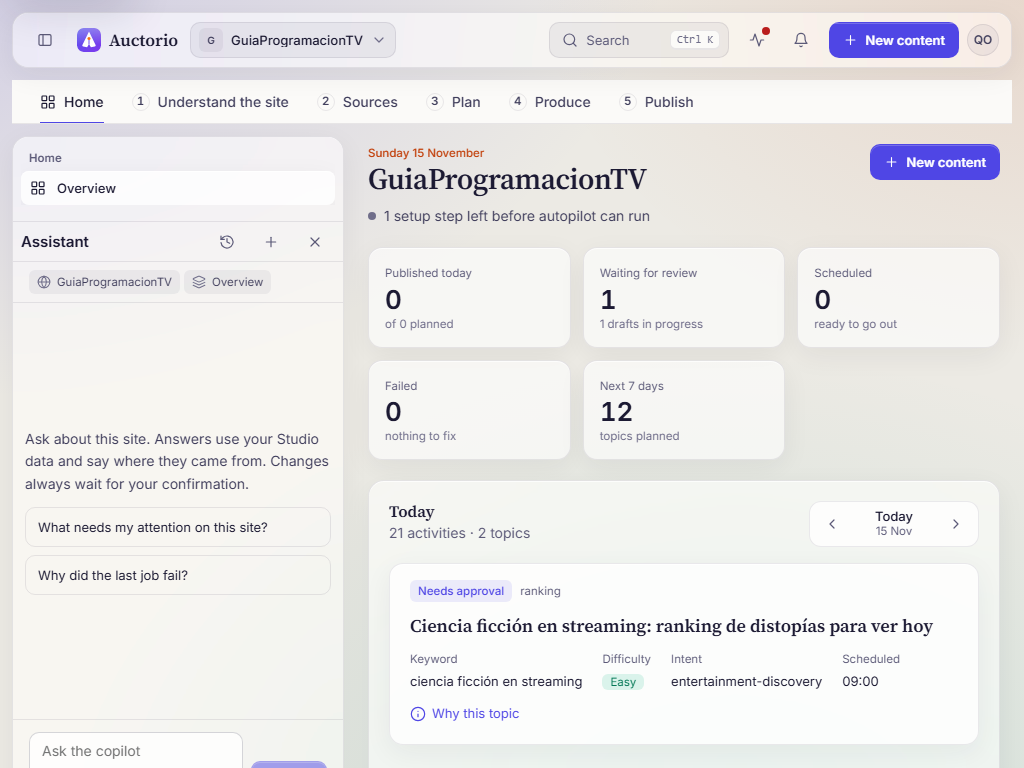 Auctorio
G GuiaProgramacionTV
Search Ctrl K
New content
QO
Home
1 Understand the site
2 Sources
3 Plan
4 Produce
5 Publish
Home
Overview
Assistant
GuiaProgramacionTV
Overview
Ask about this site. Answers use your Studio
data and say where they came from. Changes
always wait for your confirmation.
What needs my attention on this site?
Why did the last job fail?
Ask the copilot
Sunday 15 November
GuiaProgramacionTV
1 setup step left before autopilot can run
New content
Published today
0
of 0 planned
Waiting for review
1
1 drafts in progress
Scheduled
0
ready to go out
Failed
0
nothing to fix
Next 7 days
12
topics planned
Today
21 activities · 2 topics
Today
15 Nov
Needs approval ranking
Ciencia ficción en streaming: ranking de distopías para ver hoy
Keyword Difficulty Intent Scheduled
ciencia ficción en streaming Easy entertainment-discovery 09:00
Why this topic